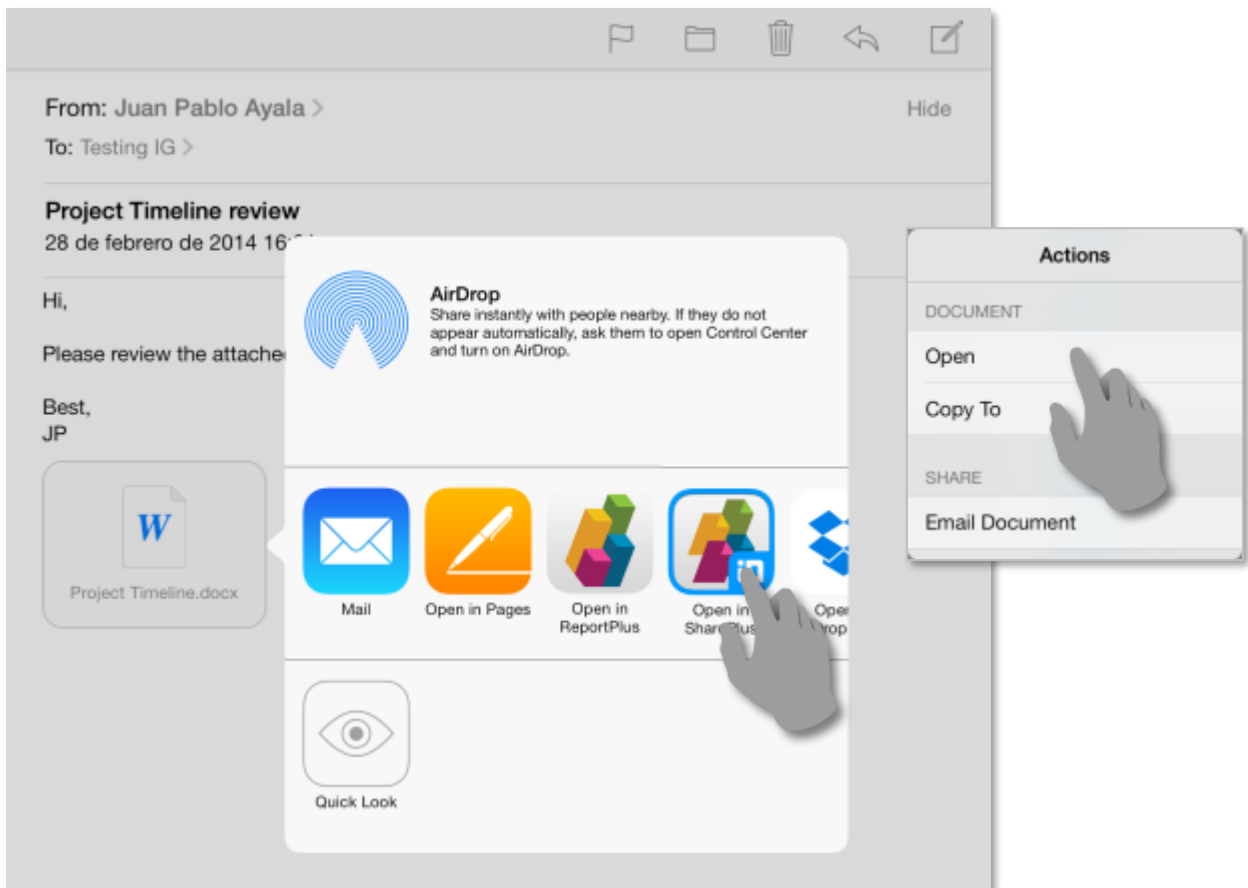 From: Juan Pablo Ayala >
Hide
To: Testing IG >
Project Timeline review
28 de febrero de 2014
Hi,
Please review the
Best,
JP
W
Project Timeline.docx
AirDrop
Share instantly with people nearby. If they do not
appear automatically, ask them to open Control Center
and turn on AirDrop.
Mail
Open in Pages
Open in
ReportPlus
Open in
Quick Look
Actions
DOCUMENT
Open
Copy To
SHARE
Email Document